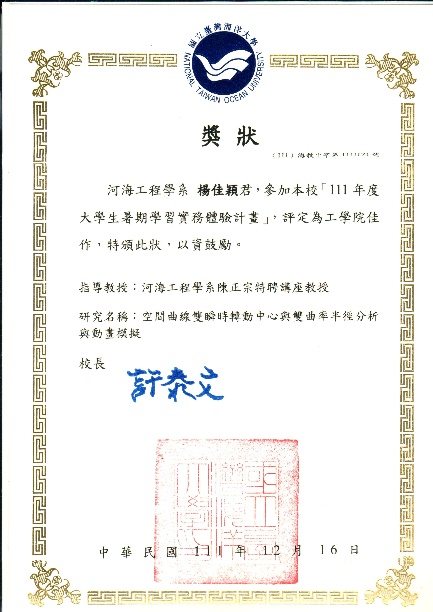 國立臺灣海洋大學
NATIONAL TAIWAN OCEAN UNIVERSITY
獎狀
河海工程學系 楊佳穎君，參加本校「111年度
大學生暑期學習實務體驗計畫」，評定為工學院佳
作，特頒此狀，以資鼓勵。
指導教授：河海工程學系陳正宗特聘講座教授
研究名稱：空間曲線雙瞬時轉動中心與雙曲率半徑分析
與動畫模擬
校長
許泰文
中華民國 111 年 12 月 16 日